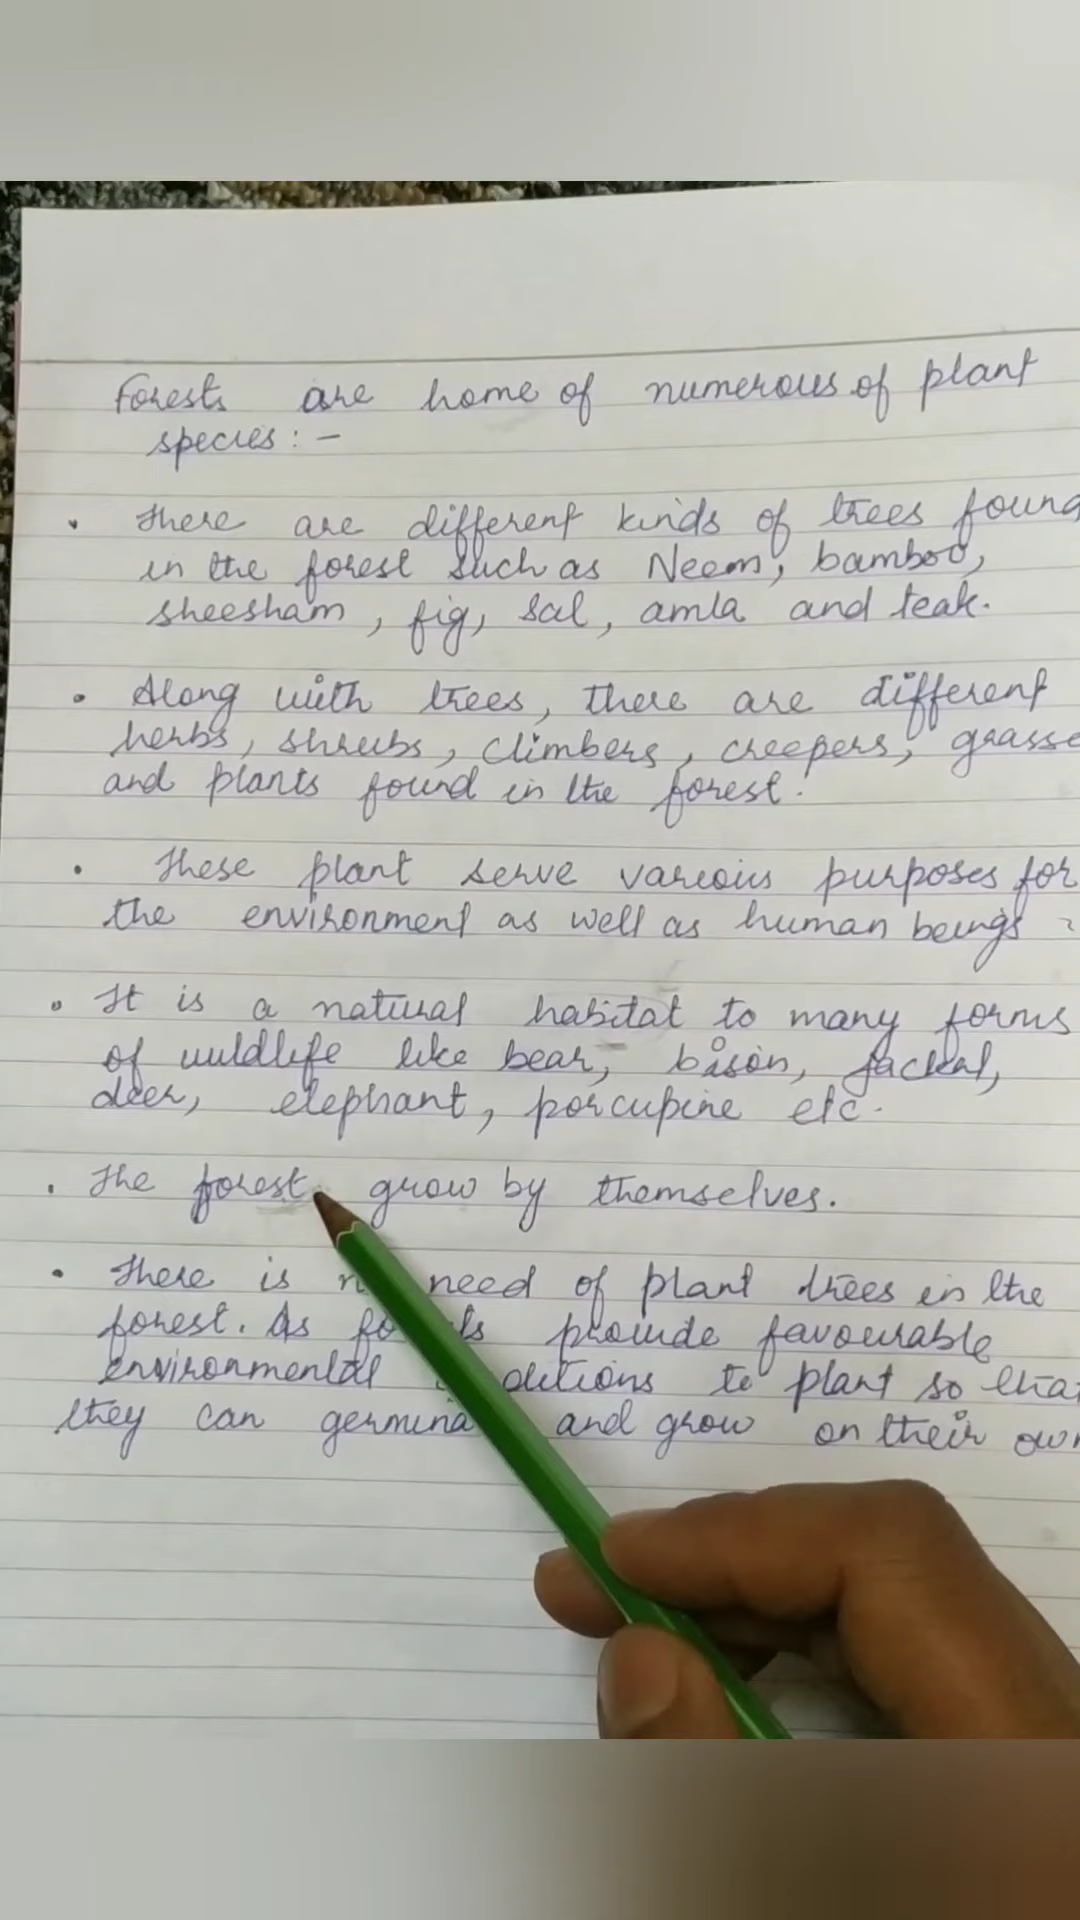 Forests are home of numerous of plant
species : -
• There are different kinds of trees found
in the forest such as Neem, bamboo,
sheesham, fig, sal, amla and teak.
• Along with trees, there are different
herbs, shrubs, climbers, creepers, grasse
and plants found in the forest.
• These plant serve various purposes for
the environment as well as human beings
• It is a natural habitat to many forms
of wildlife like bear, bison, jackal,
deer, elephant, porcupine etc.
• The forest grow by themselves.
• There is need of plant trees in the
forest. As provide favourable
environmental to plant so that
they can and grow on their own